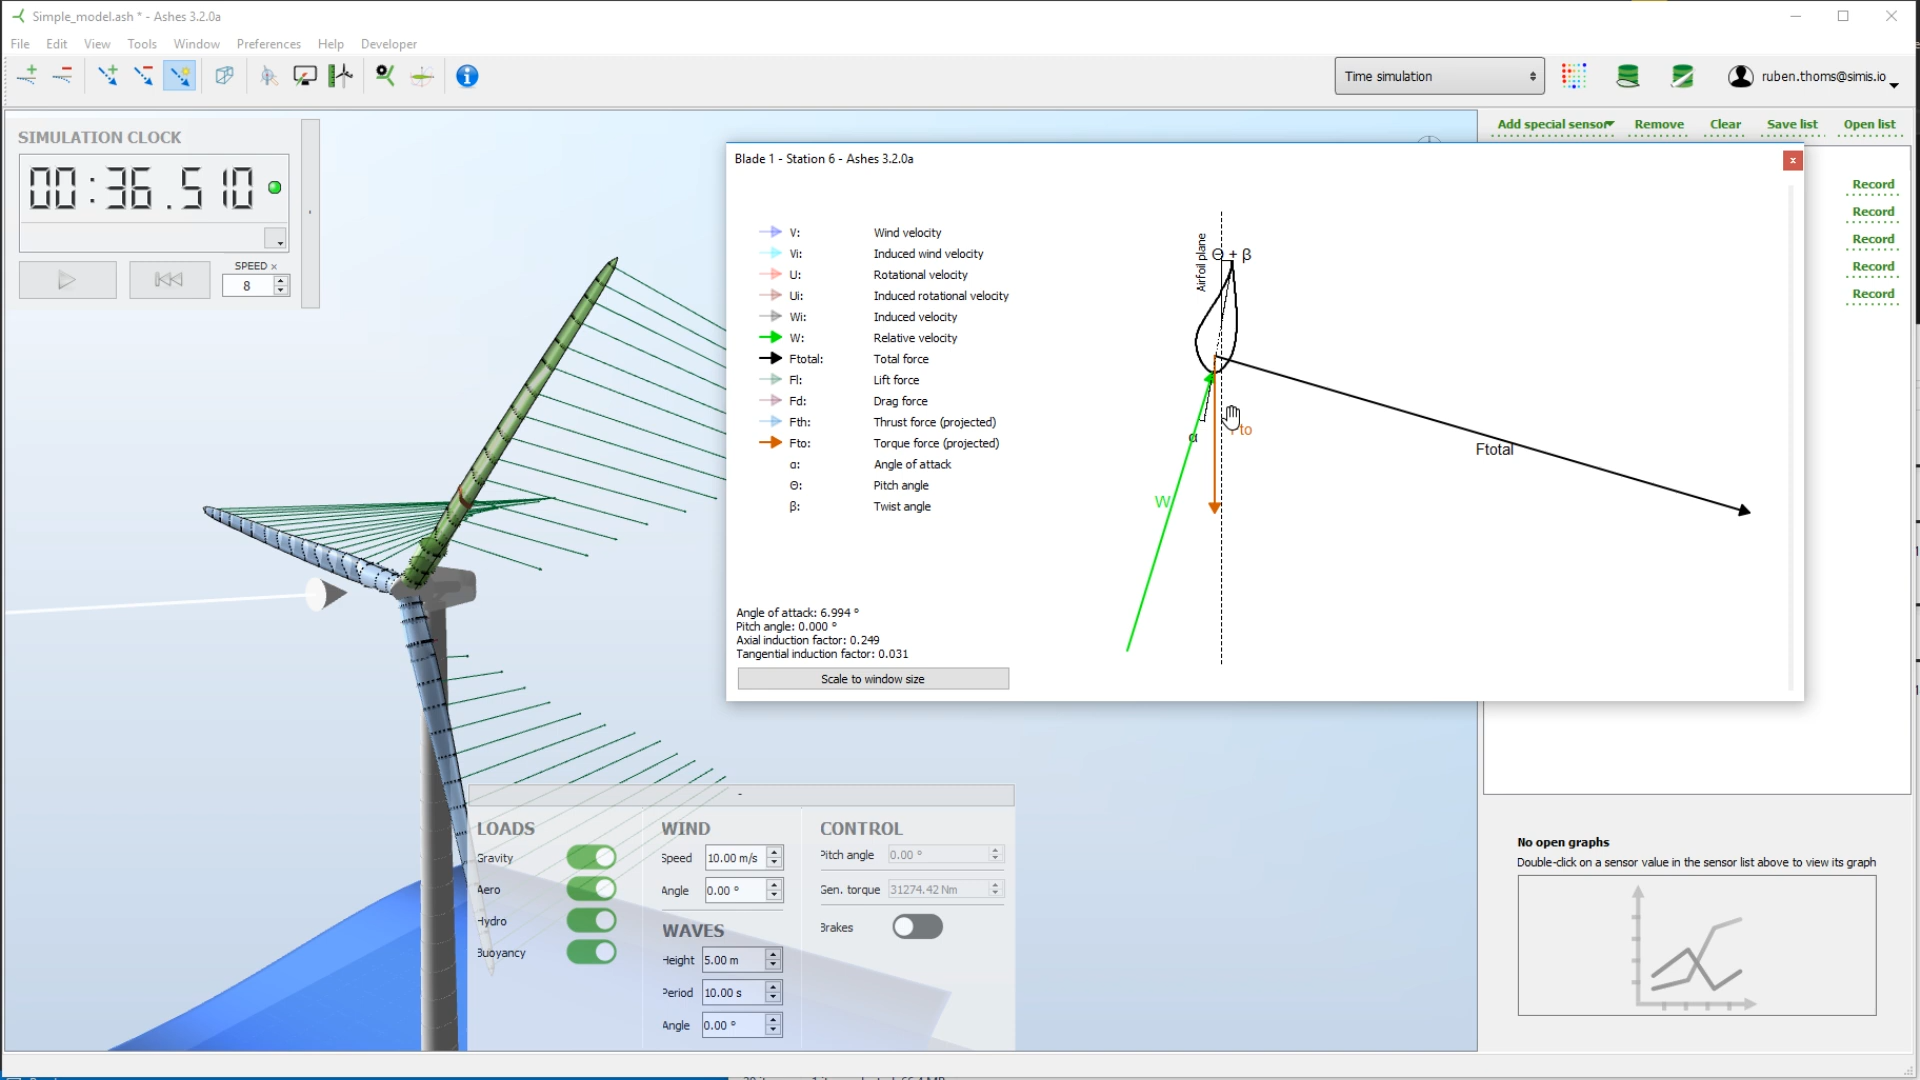 Simple_model.ash * - Ashes 3.2.0a
File Edit View Tools Window Preferences Help Developer
Time simulation
ruben.thoms@simis.io
SIMULATION CLOCK
00:36.510
SPEED ×
8
Add special sensor Remove Clear Save list Open list
Record
Record
Record
Record
Record
Blade 1 - Station 6 - Ashes 3.2.0a
V: Wind velocity
Vi: Induced wind velocity
U: Rotational velocity
Ui: Induced rotational velocity
Wi: Induced velocity
W: Relative velocity
Ftotal: Total force
Fl: Lift force
Fd: Drag force
Fth: Thrust force (projected)
Fto: Torque force (projected)
α: Angle of attack
Θ: Pitch angle
β: Twist angle
Airfoil plane
Θ + β
α
to
W
Ftotal
Angle of attack: 6.994 °
Pitch angle: 0.000 °
Axial induction factor: 0.249
Tangential induction factor: 0.031
Scale to window size
LOADS
Gravity
Aero
Hydro
Buoyancy
WIND
Speed 10.00 m/s
Angle 0.00 °
WAVES
Height 5.00 m
Period 10.00 s
Angle 0.00 °
CONTROL
Pitch angle 0.00 °
Gen. torque 31274.42 Nm
Brakes
No open graphs
Double-click on a sensor value in the sensor list above to view its graph